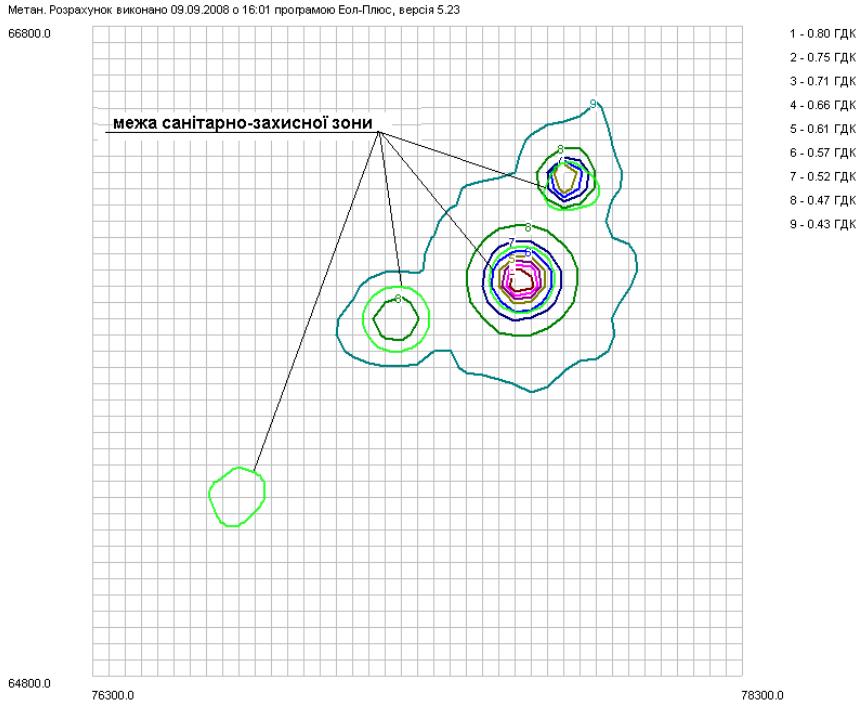 Метан. Розрахунок виконано 09.09.2008 о 16:01 програмою Еол-Плюс, версія 5.23
66800.0
1 - 0.80 ГДК
2 - 0.75 ГДК
3 - 0.71 ГДК
4 - 0.66 ГДК
5 - 0.61 ГДК
6 - 0.57 ГДК
7 - 0.52 ГДК
8 - 0.47 ГДК
9 - 0.43 ГДК
9
межа санітарно-захисної зони
8
8
7
6
5
8
64800.0
76300.0
78300.0